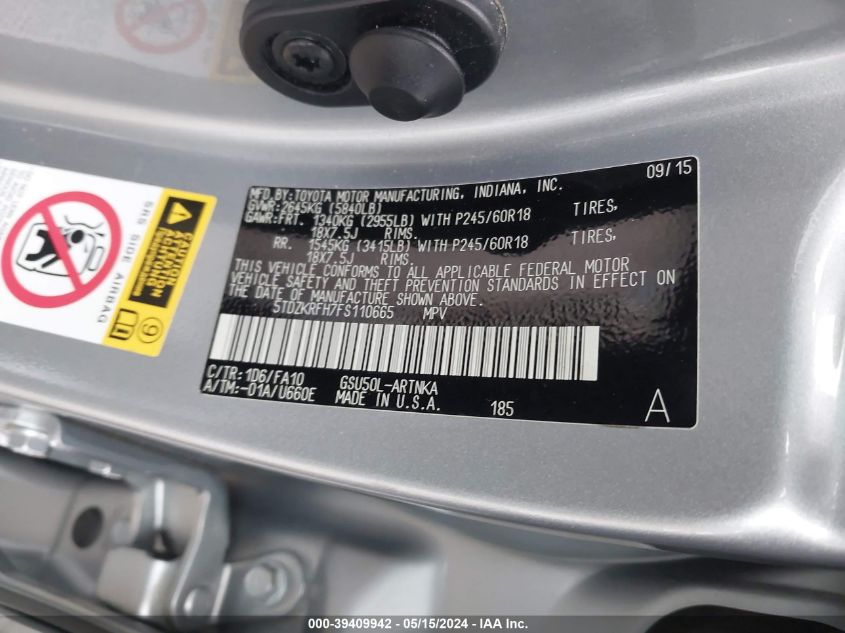 09/15
MFD.BY:TOYOTA MOTOR MANUFACTURING, INDIANA, INC.
GVWR:2645KG (5840LB)
GAWR:FRT. 1340KG (2955LB) WITH P245/60R18 TIRES,
18X7.5J RIMS.
RR. 1545KG (3415LB) WITH P245/60R18 TIRES,
18X7.5J RIMS.
THIS VEHICLE CONFORMS TO ALL APPLICABLE FEDERAL MOTOR
VEHICLE SAFETY STANDARDS IN EFFECT ON
THE DATE OF MANUFACTURE SHOWN ABOVE.
5TDZKRFH7FS110665 MPV
C/TR:1D6/FA10 GSU50L-ARTNKA
A/TM:-01A/U660E MADE IN U.S.A. 185 A
SRS SIDE AIRBAG
CAUTION
ATTENTION
9
000-39409942 - 05/15/2024 - IAA Inc.